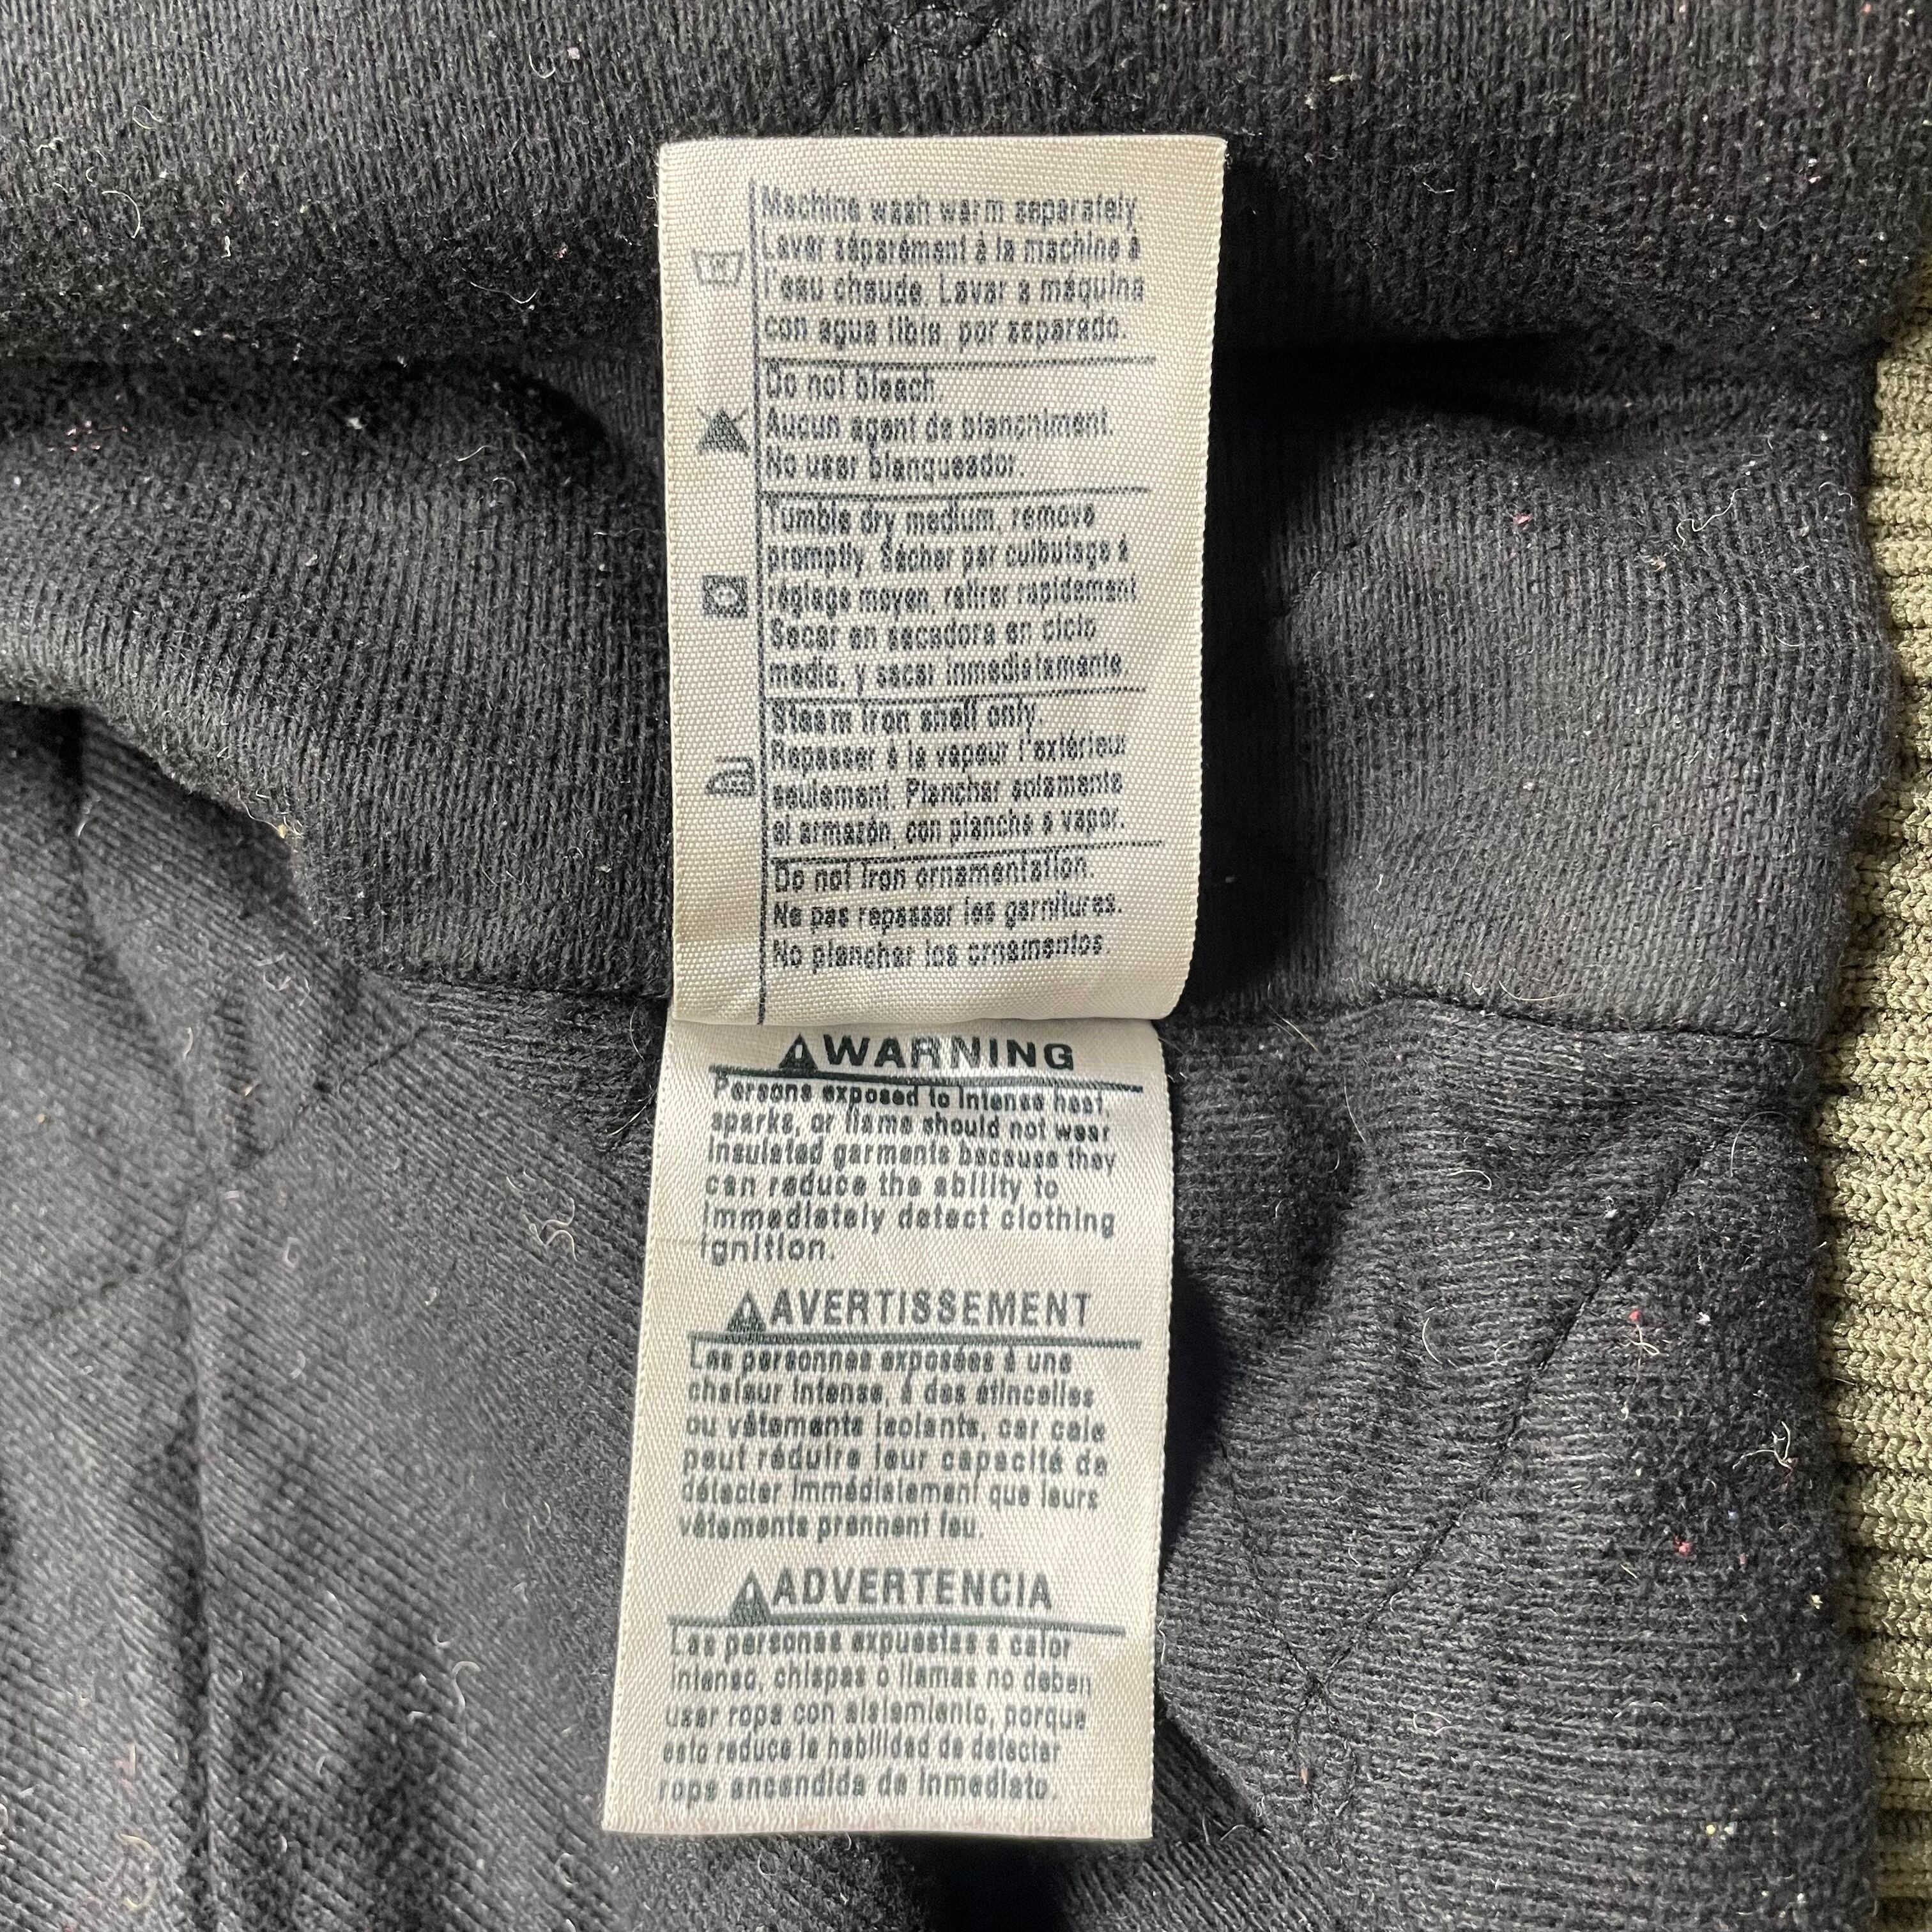 Machine wash warm separately.
Laver séparément à la machine à
l'eau chaude. Lavar a máquina
con agua tibia por separado.
Do not bleach.
Aucun agent de blanchiment.
No usar blanqueador.
Tumble dry medium, remove
promptly. Sécher par culbutage à
réglage moyen, retirer rapidement
Secar en secadora en ciclo
medio, y sacar inmediatamente.
Steam iron shell only.
Repasser à la vapeur l'extérieur
seulement. Planchar solamente
el armazón, con plancha a vapor.
Do not iron ornamentation.
Ne pas repasser les garnitures.
No planchar los ornamentos.
WARNING
Persons exposed to intense heat,
sparks, or flame should not wear
insulated garments because they
can reduce the ability to
immediately detect clothing
ignition.
AVERTISSEMENT
Les personnes exposées à une
chaleur intense, à des étincelles
ou vêtements isolants, car cela
peut réduire leur capacité de
détecter immédiatement que leurs
vêtements prennent feu.
ADVERTENCIA
Las personas expuestas a calor
intenso, chispas o llamas no deben
usar ropa con aislamiento, porque
esto reduce la habilidad de detectar
ropa encendida de inmediato.